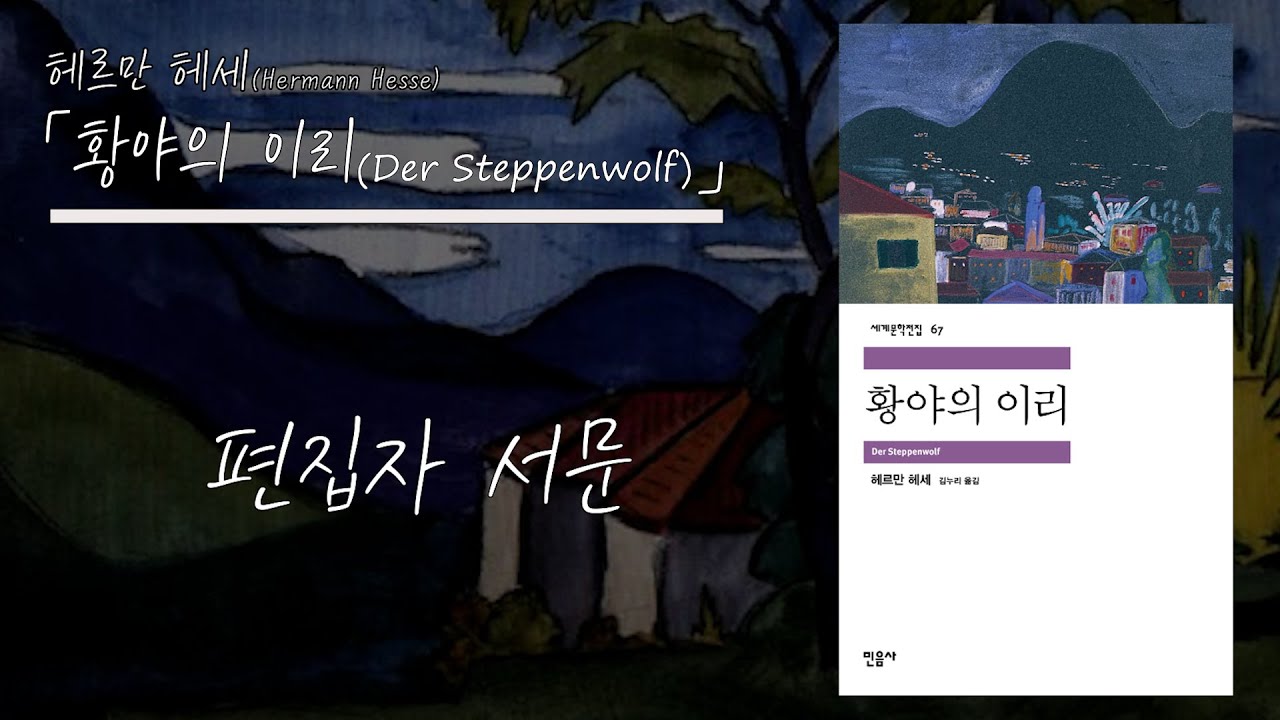 헤르만 헤세(Hermann Hesse)
「황야의 이리(Der Steppenwolf)」
편집자 서문
세계문학전집 67
황야의 이리
Der Steppenwolf
헤르만 헤세 김누리 옮김
민음사